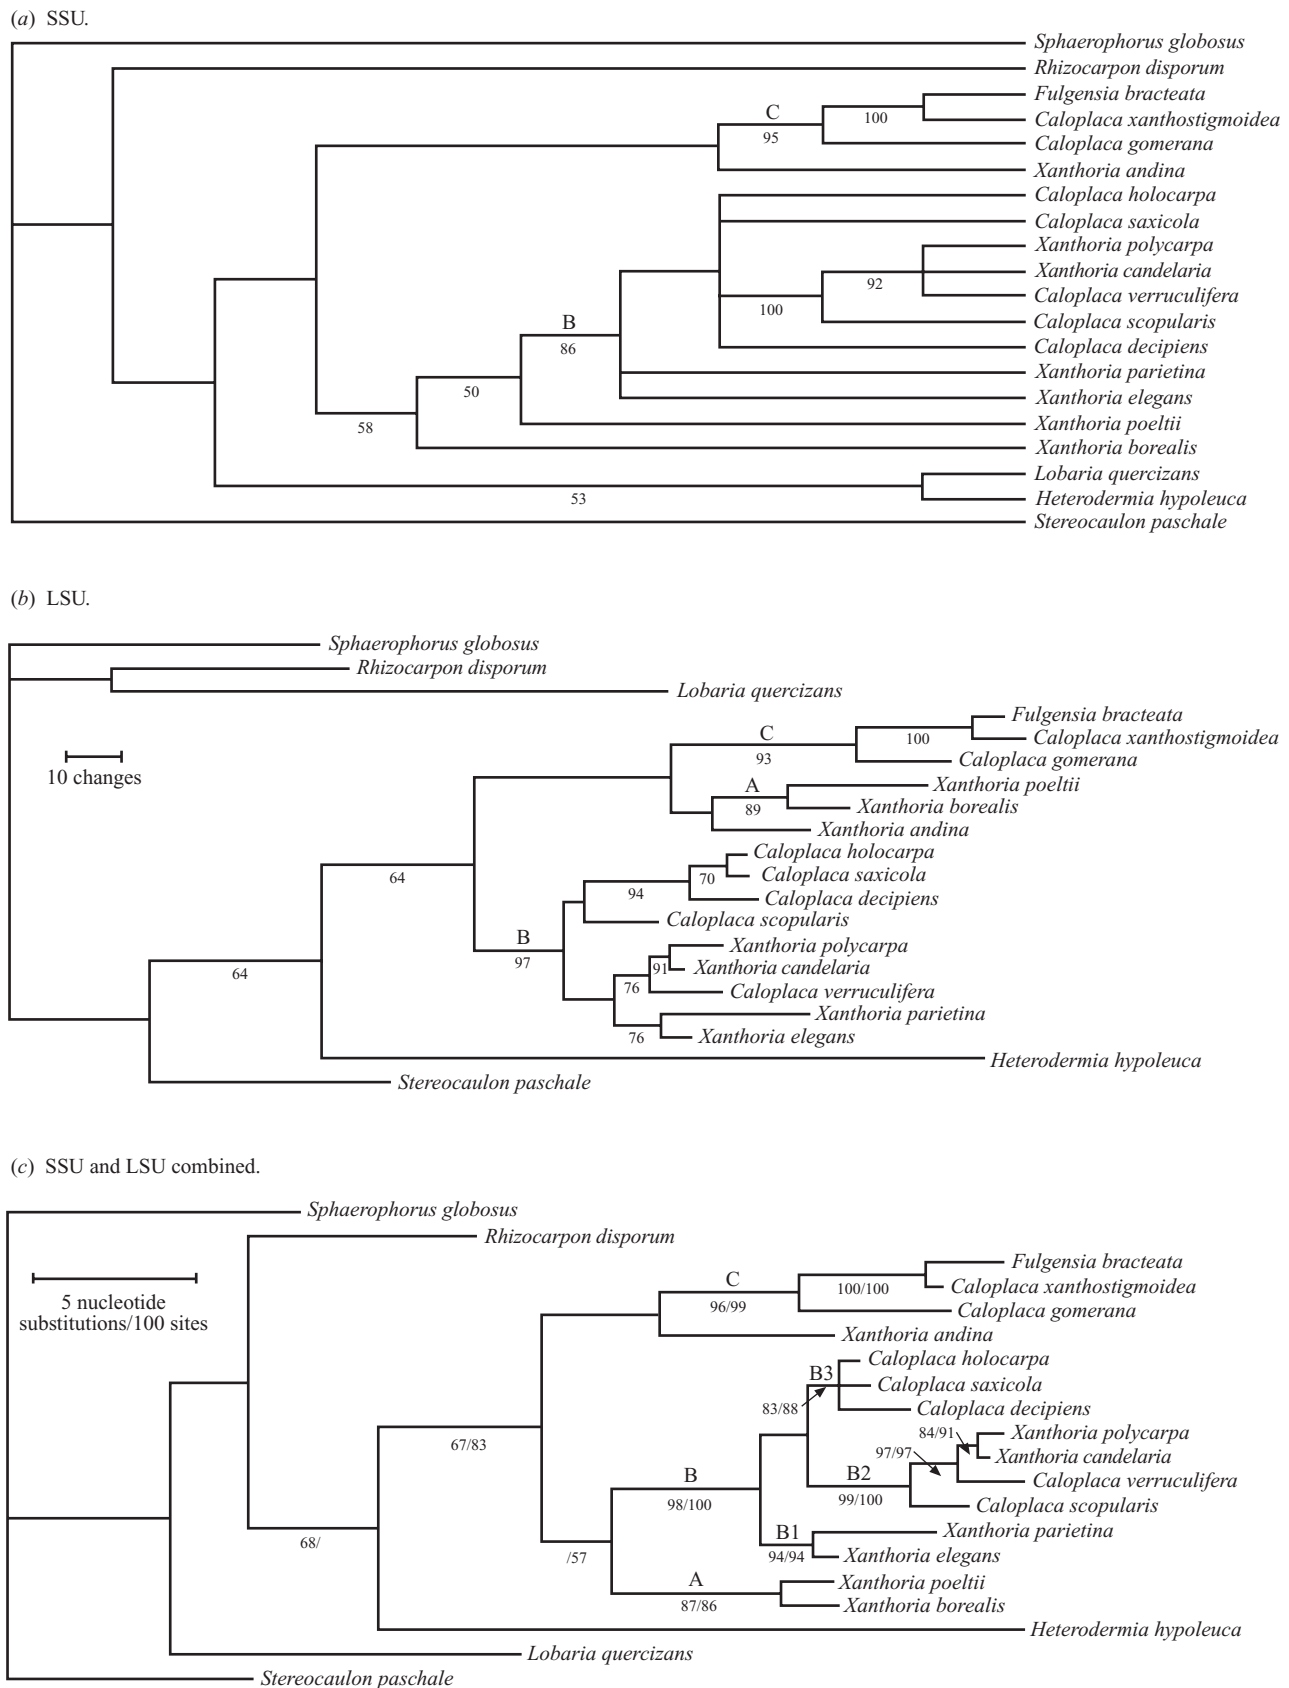 (a) SSU.
Sphaerophorus globosus
Rhizocarpon disporum
Fulgensia bracteata
C
100
Caloplaca xanthostigmoidea
95
Caloplaca gomerana
Xanthoria andina
Caloplaca holocarpa
Caloplaca saxicola
Xanthoria polycarpa
Xanthoria candelaria
92
Caloplaca verruculifera
100
Caloplaca scopularis
B
86
Caloplaca decipiens
Xanthoria parietina
50
Xanthoria elegans
58
Xanthoria poeltii
Xanthoria borealis
Lobaria quercizans
53
Heterodermia hypoleuca
Stereocaulon paschale
(b) LSU.
Sphaerophorus globosus
Rhizocarpon disporum
Lobaria quercizans
10 changes
Fulgensia bracteata
C
100
Caloplaca xanthostigmoidea
93
Caloplaca gomerana
A
Xanthoria poeltii
89
Xanthoria borealis
Xanthoria andina
Caloplaca holocarpa
64
70
Caloplaca saxicola
94
Caloplaca decipiens
Caloplaca scopularis
B
97
Xanthoria polycarpa
91
Xanthoria candelaria
64
76
Caloplaca verruculifera
Xanthoria parietina
76
Xanthoria elegans
Heterodermia hypoleuca
Stereocaulon paschale
(c) SSU and LSU combined.
Sphaerophorus globosus
Rhizocarpon disporum
5 nucleotide
substitutions/100 sites
Fulgensia bracteata
C
100/100
Caloplaca xanthostigmoidea
96/99
Caloplaca gomerana
Xanthoria andina
Caloplaca holocarpa
B3
Caloplaca saxicola
83/88
Caloplaca decipiens
84/91
Xanthoria polycarpa
67/83
97/97
Xanthoria candelaria
B
B2
Caloplaca verruculifera
98/100
99/100
Caloplaca scopularis
B1
Xanthoria parietina
68/
/57
94/94
Xanthoria elegans
A
Xanthoria poeltii
87/86
Xanthoria borealis
Heterodermia hypoleuca
Lobaria quercizans
Stereocaulon paschale